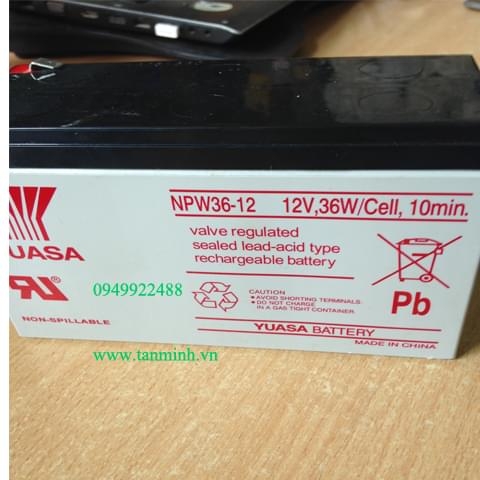 NPW36-12 12V,36W/Cell, 10min.
valve regulated
sealed lead-acid type
rechargeable battery
YUASA
0949922488
CAUTION
AVOID SHORTING TERMINALS.
DO NOT CHARGE
IN A GAS TIGHT CONTAINER.
Pb
NON-SPILLABLE
YUASA BATTERY
MADE IN CHINA
www.tanminh.vn